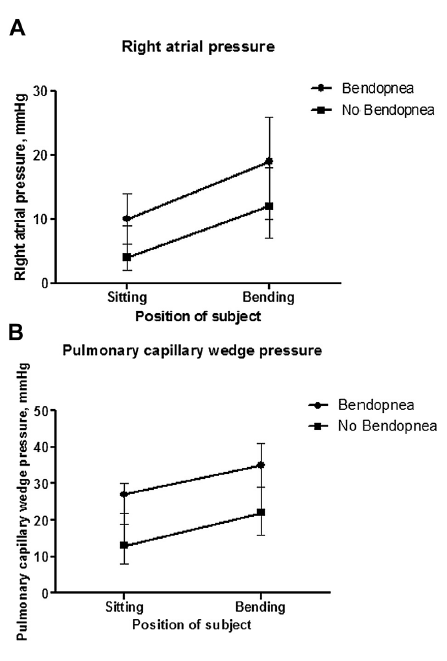 A
Right atrial pressure
Bendopnea
No Bendopnea
Right atrial pressure, mmHg
30
20
10
0
Sitting
Bending
Position of subject
B
Pulmonary capillary wedge pressure
Bendopnea
No Bendopnea
Pulmonary capillary wedge pressure, mmHg
50
40
30
20
10
0
Sitting
Bending
Position of subject